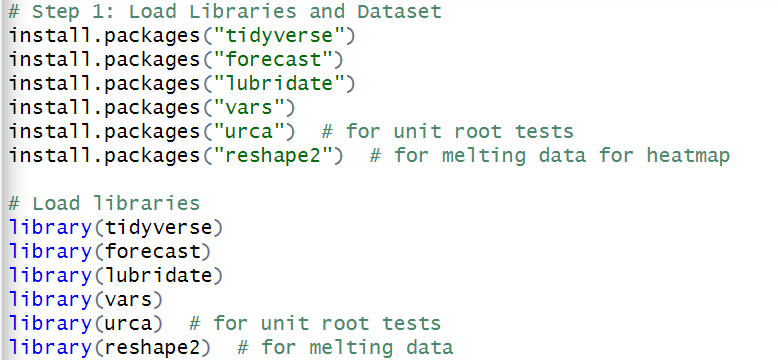 # Step 1: Load Libraries and Dataset
install.packages("tidyverse")
install.packages("forecast")
install.packages("lubridate")
install.packages("vars")
install.packages("urca")  # for unit root tests
install.packages("reshape2")  # for melting data for heatmap
# Load libraries
library(tidyverse)
library(forecast)
library(lubridate)
library(vars)
library(urca)  # for unit root tests
library(reshape2)  # for melting data